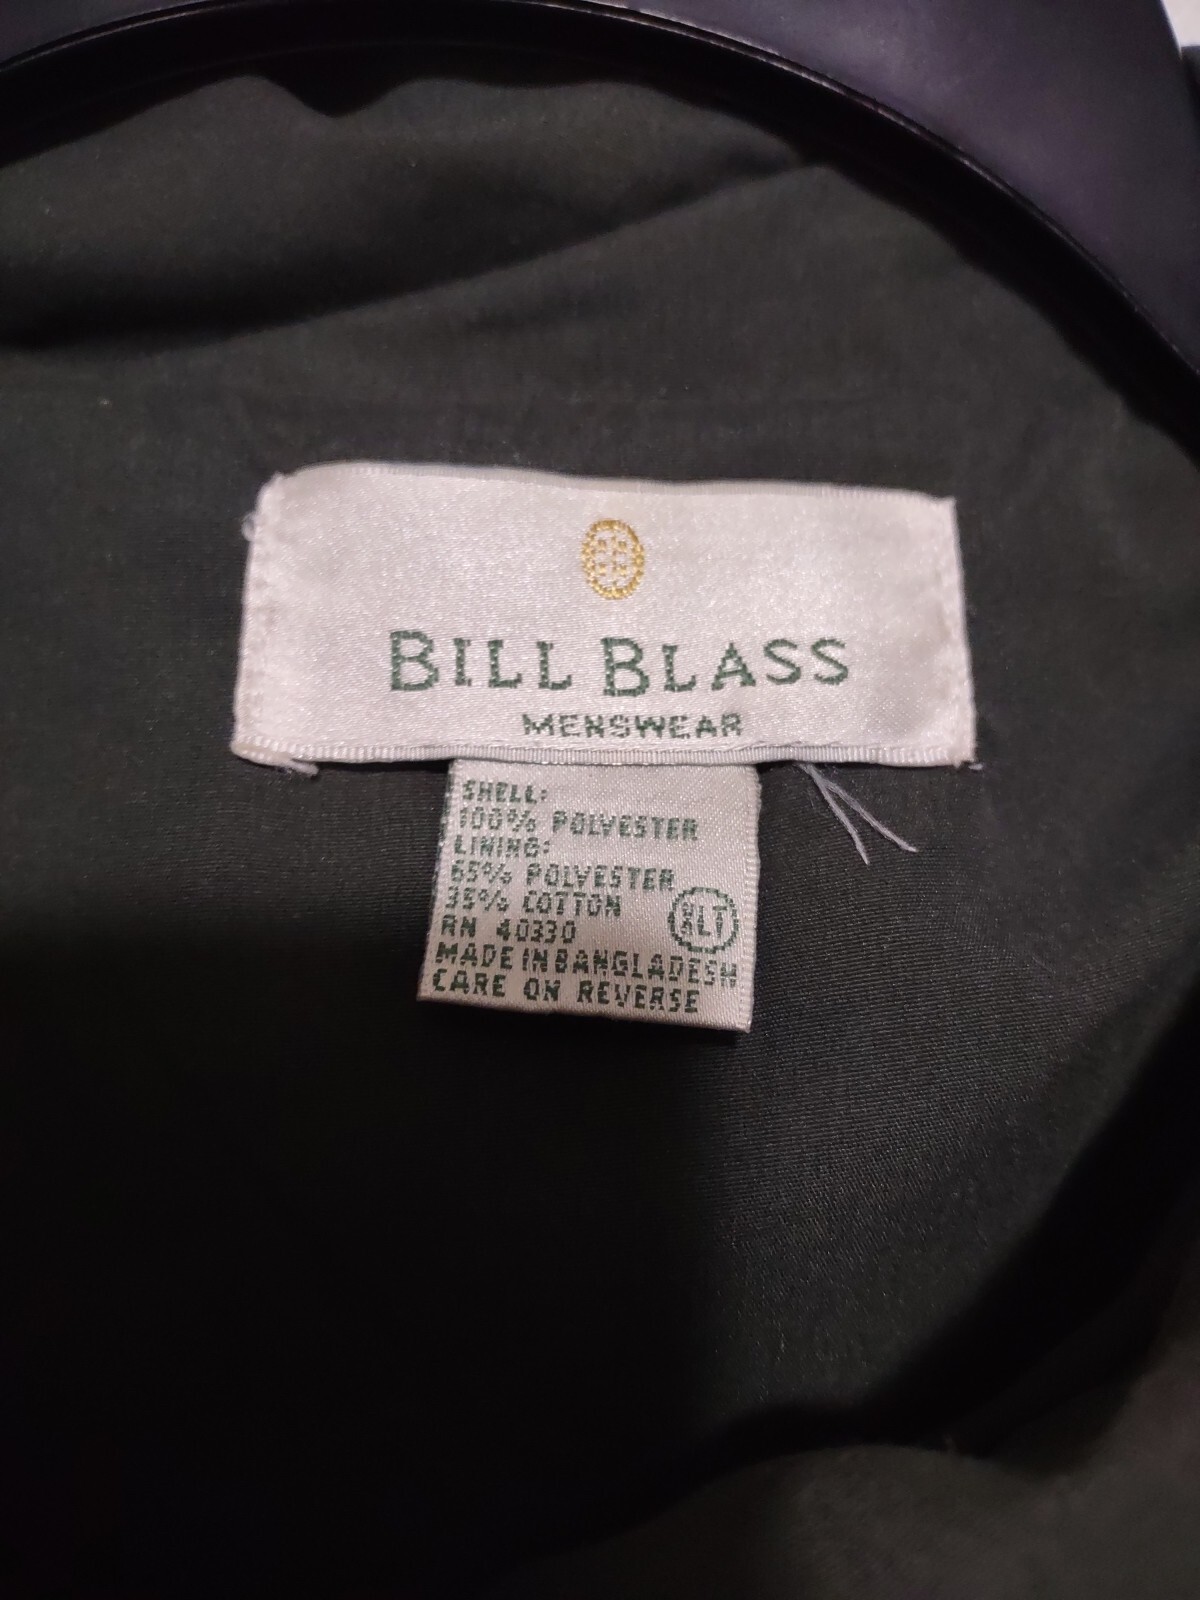 BILL BLASS
MENSWEAR
SHELL:
100% POLYESTER
LINING:
65% POLYESTER
35% COTTON
XLT
RN 40330
MADE IN BANGLADESH
CARE ON REVERSE